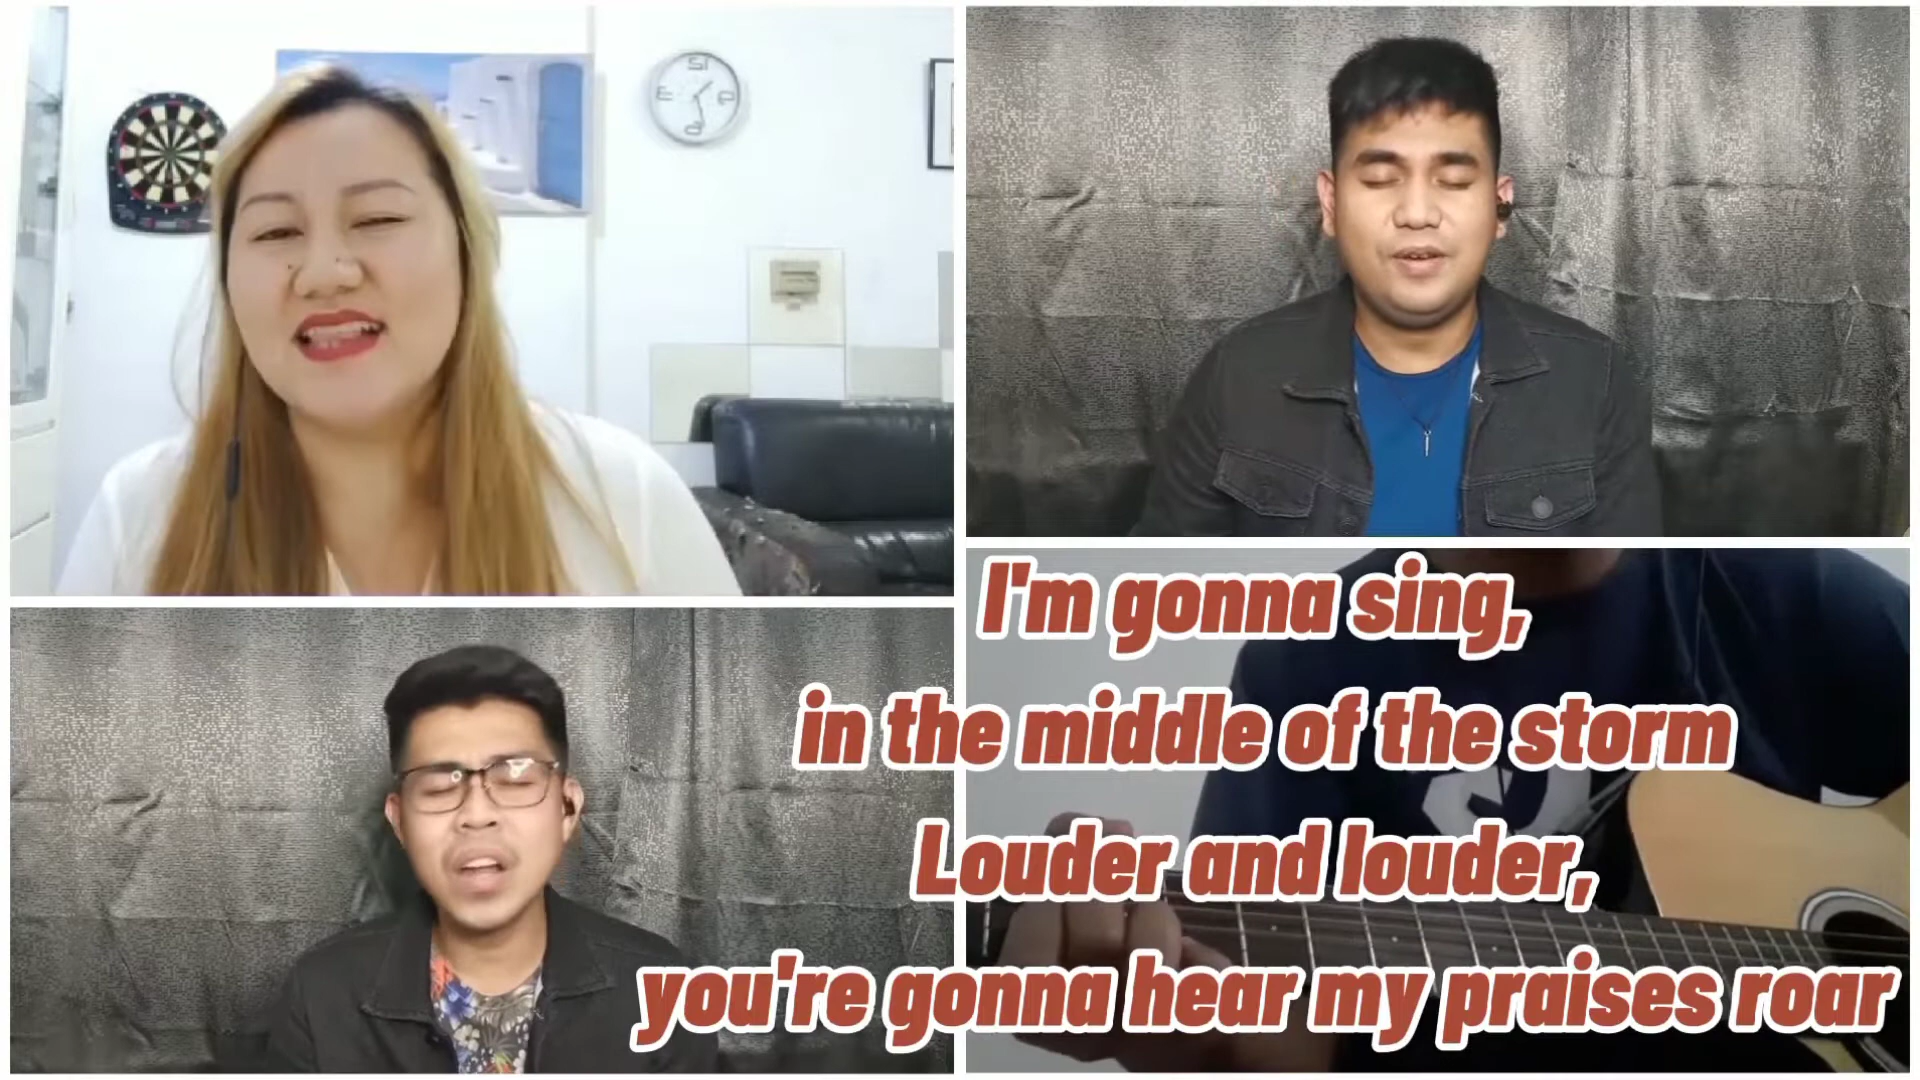 I'm gonna sing,
in the middle of the storm
Louder and louder,
you're gonna hear my praises roar